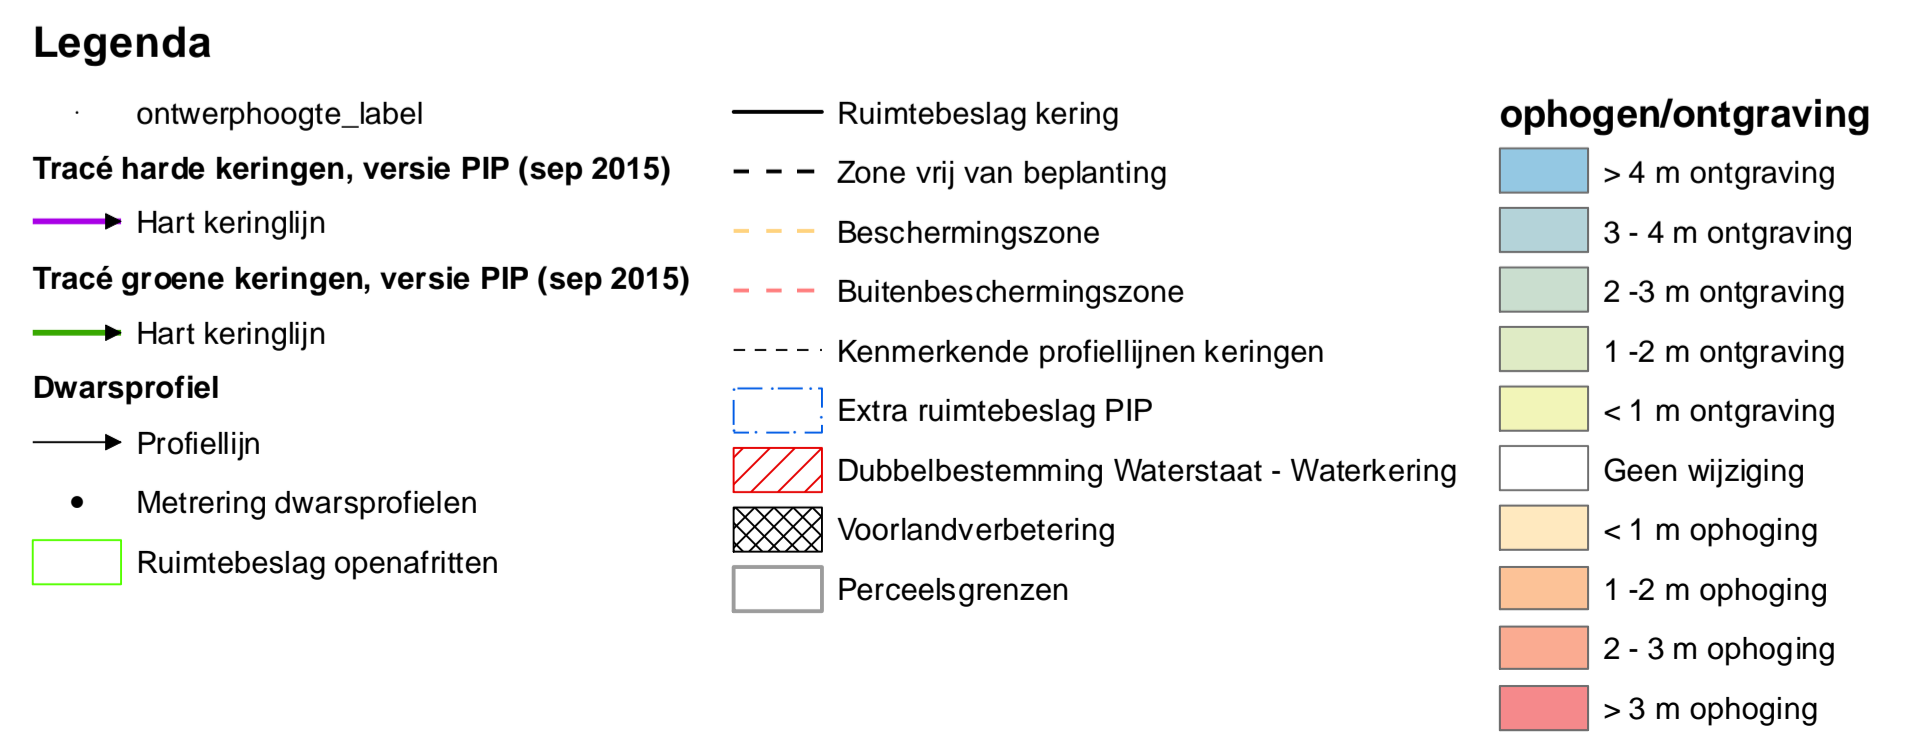 Legenda
ontwerphoogte_label
Tracé harde keringen, versie PIP (sep 2015)
Hart keringlijn
Tracé groene keringen, versie PIP (sep 2015)
Hart keringlijn
Dwarsprofiel
Profiellijn
Metrering dwarsprofielen
Ruimtebeslag openafritten
Ruimtebeslag kering
Zone vrij van beplanting
Beschermingszone
Buitenbeschermingszone
Kenmerkende profiellijnen keringen
Extra ruimtebeslag PIP
Dubbelbestemming Waterstaat - Waterkering
Voorlandverbetering
Perceelsgrenzen
ophogen/ontgraving
> 4 m ontgraving
3 - 4 m ontgraving
2 -3 m ontgraving
1 -2 m ontgraving
< 1 m ontgraving
Geen wijziging
< 1 m ophoging
1 -2 m ophoging
2 - 3 m ophoging
> 3 m ophoging